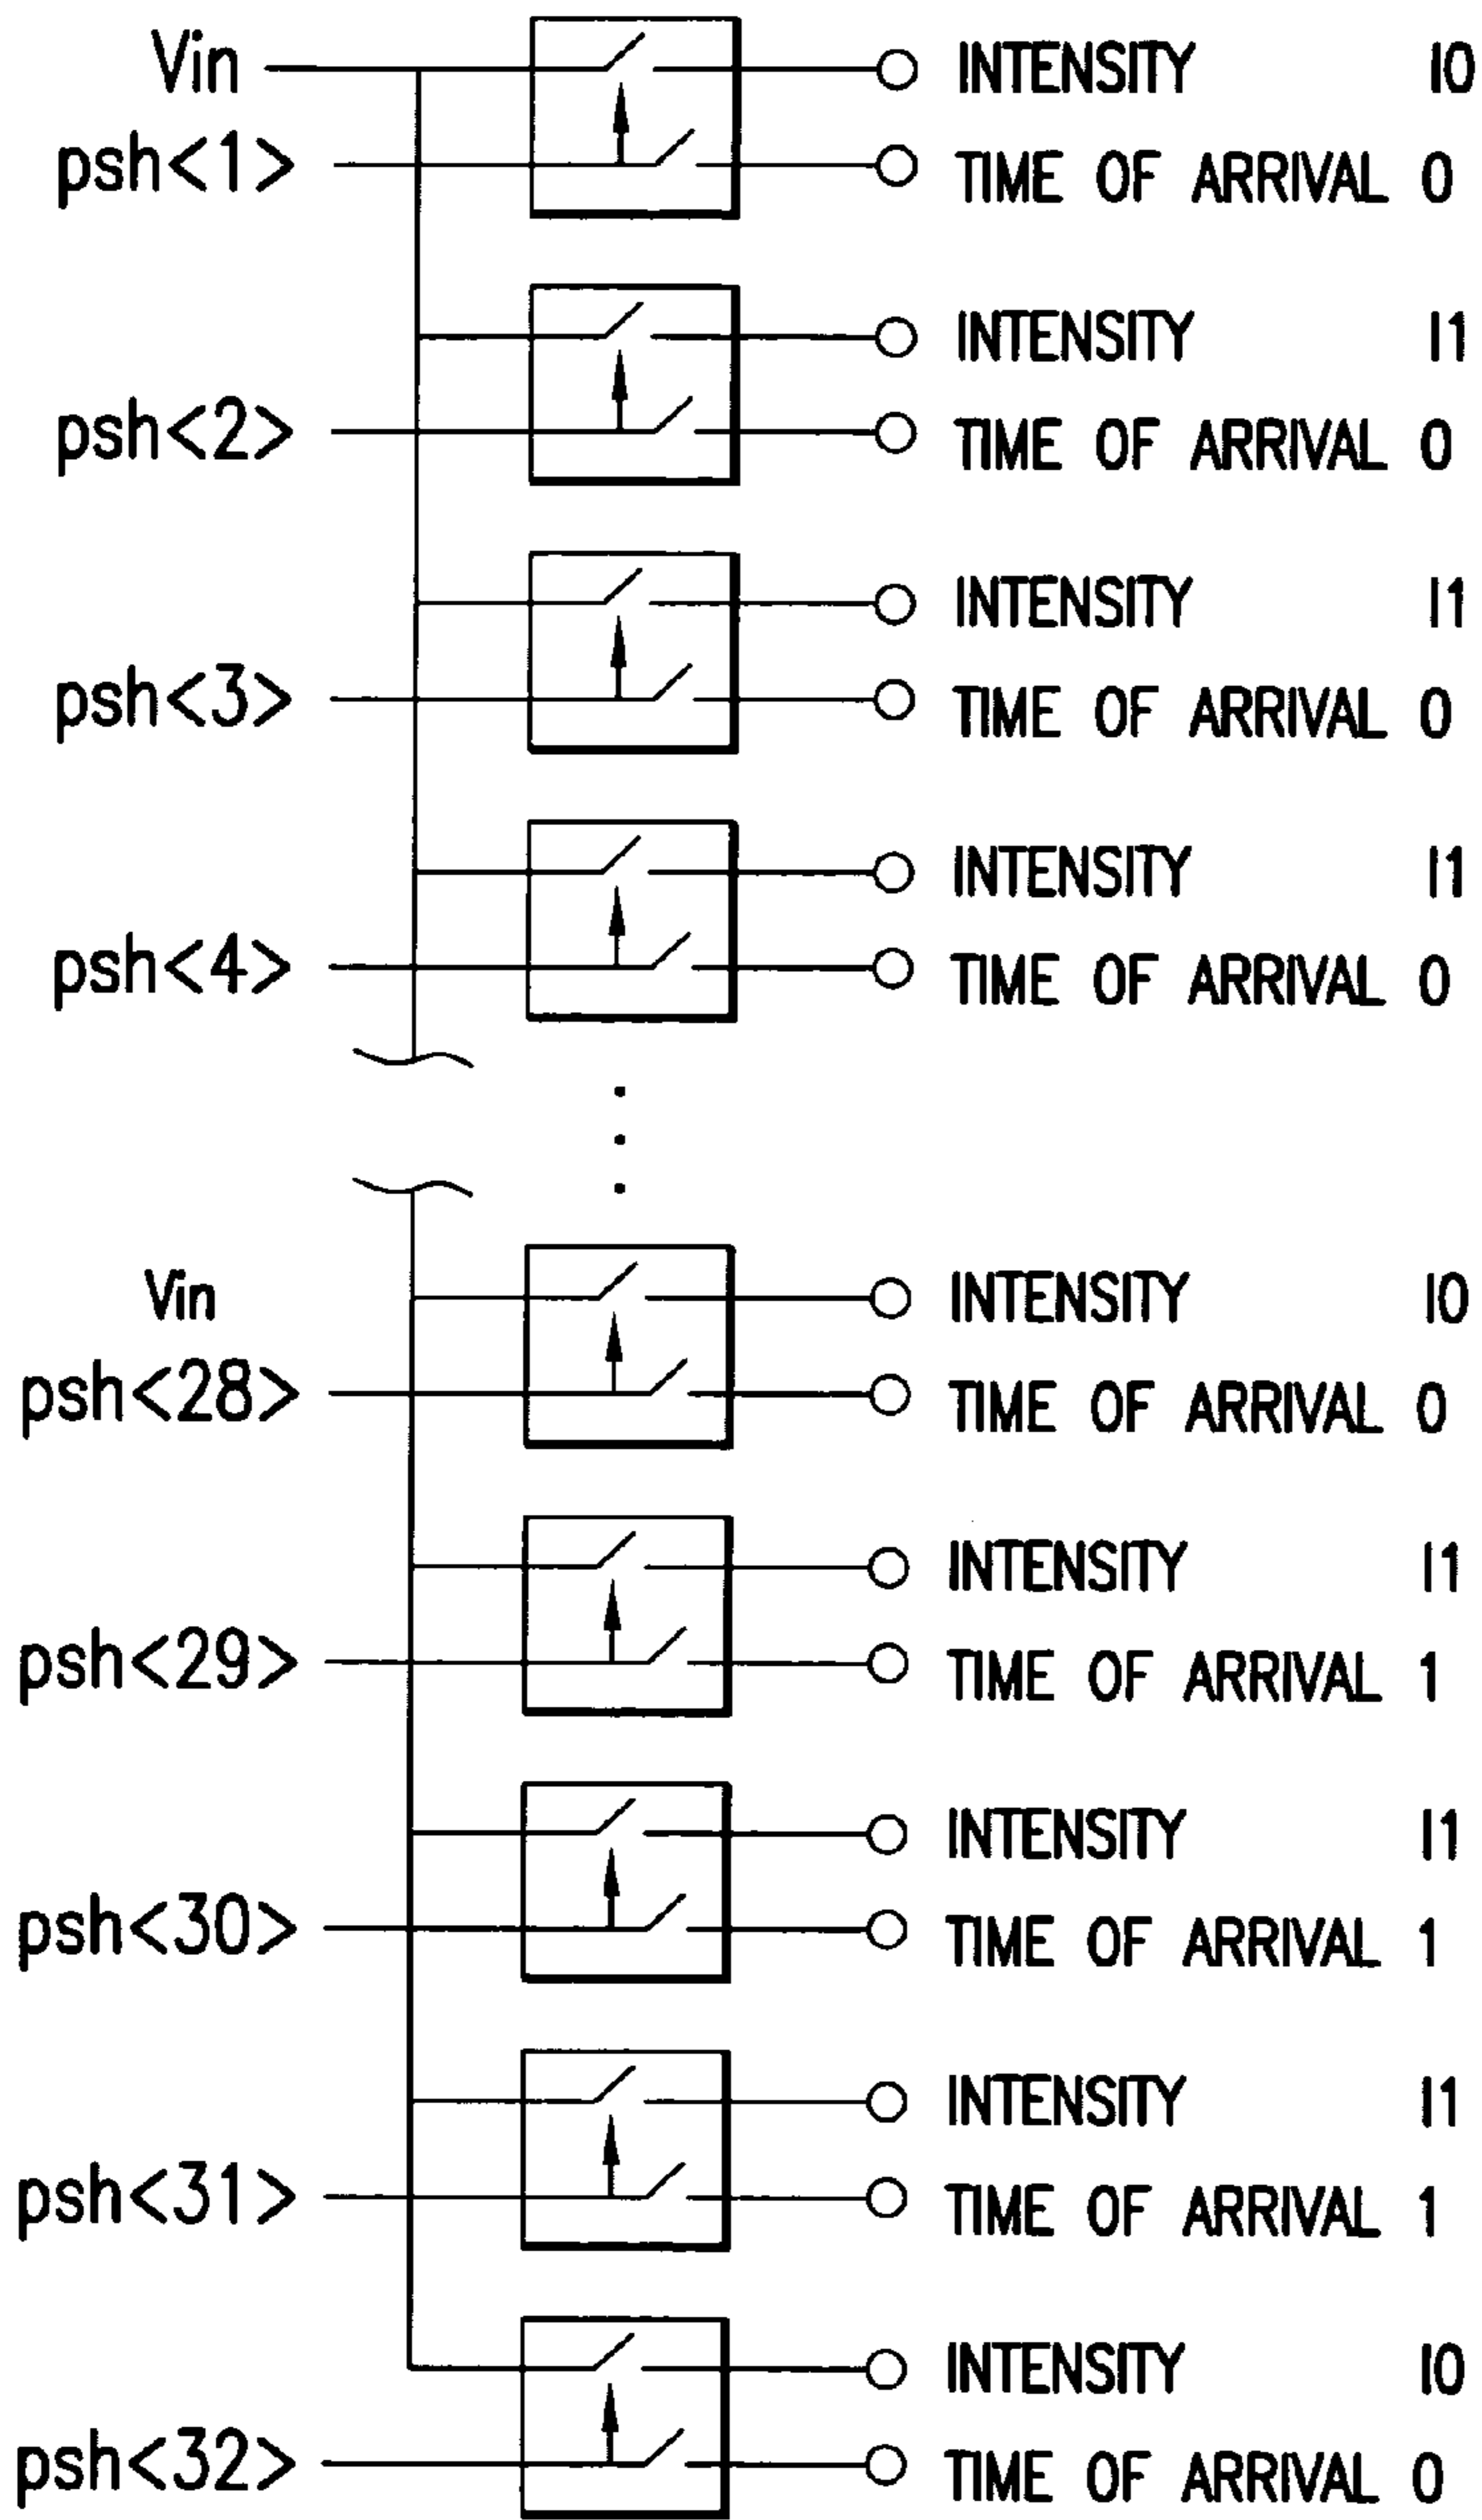 Vin INTENSITY I0
psh<1> TIME OF ARRIVAL 0
INTENSITY I1
psh<2> TIME OF ARRIVAL 0
INTENSITY I1
psh<3> TIME OF ARRIVAL 0
INTENSITY I1
psh<4> TIME OF ARRIVAL 0
Vin INTENSITY I0
psh<28> TIME OF ARRIVAL 0
INTENSITY I1
psh<29> TIME OF ARRIVAL 1
INTENSITY I1
psh<30> TIME OF ARRIVAL 1
INTENSITY I1
psh<31> TIME OF ARRIVAL 1
INTENSITY I0
psh<32> TIME OF ARRIVAL 0